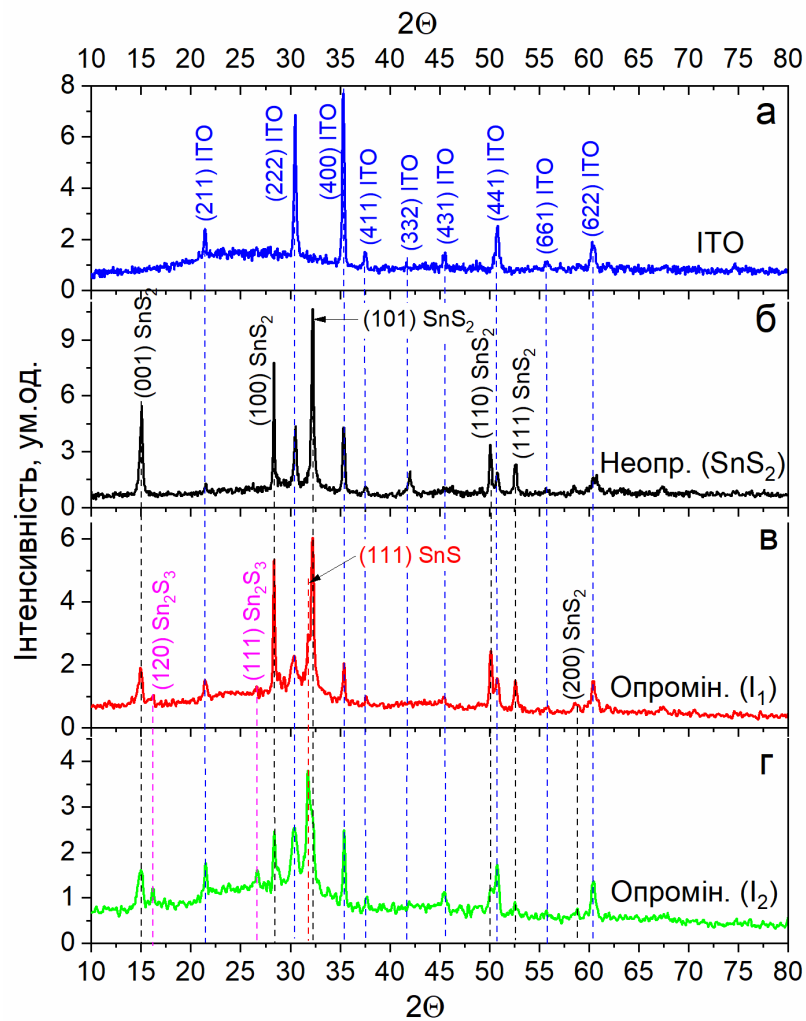 2Θ
10 15 20 25 30 35 40 45 50 55 60 65 70 75 80
Інтенсивність, ум.од.
8
6
4
2
0
а
(211) ITO
(222) ITO
(400) ITO
(411) ITO
(332) ITO
(431) ITO
(441) ITO
(661) ITO
(622) ITO
ITO
9
6
3
0
б
(001) SnS₂
(100) SnS₂
(101) SnS₂
(110) SnS₂
(111) SnS₂
Неопр. (SnS₂)
6
4
2
0
в
(120) Sn₂S₃
(111) Sn₂S₃
(111) SnS
(200) SnS₂
Опромін. (I₁)
4
3
2
1
0
г
Опромін. (I₂)
10 15 20 25 30 35 40 45 50 55 60 65 70 75 80
2Θ